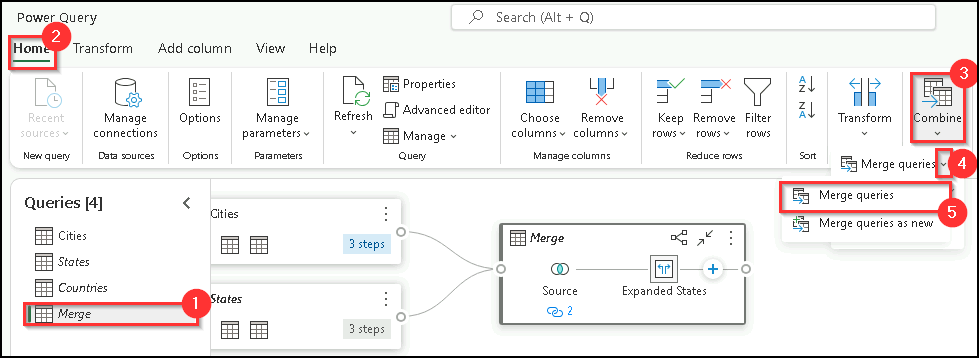 Power Query
Search (Alt + Q)
2
Home Transform Add column View Help
3
Recent sources
Manage connections
Options
Manage parameters
Refresh
Properties
Advanced editor
Manage
Choose columns
Remove columns
Keep rows
Remove rows
Filter rows
A Z
Z A
Transform
Combine
New query
Data sources
Options
Parameters
Query
Manage columns
Reduce rows
Sort
Merge queries
4
Merge queries
5
Merge queries as new
Queries [4]
Cities
States
Countries
1
Merge
Cities
3 steps
States
3 steps
Merge
Source
Expanded States
2